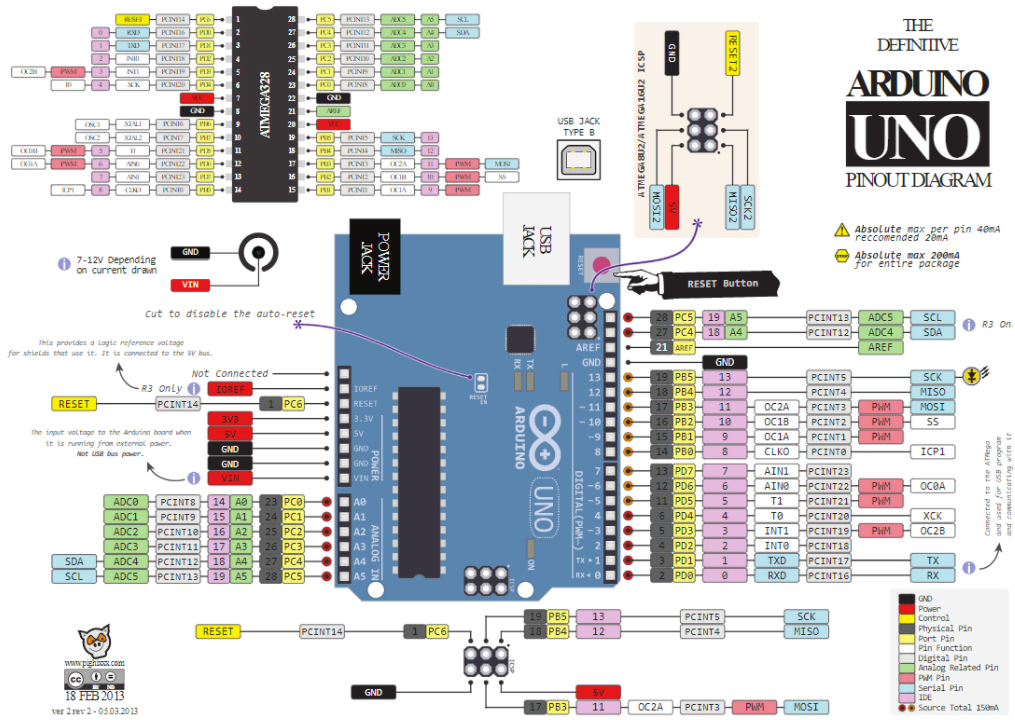 THE
DEFINITIVE
ARDUINO
UNO
PINOUT DIAGRAM
ATMEGA328
RESET PCINT14 PC6 1 28 PC5 PCINT13 ADC5 A5 SCL
0 RXD PCINT16 PD0 2 27 PC4 PCINT12 ADC4 A4 SDA
1 TXD PCINT17 PD1 3 26 PC3 PCINT11 ADC3 A3
2 INT0 PCINT18 PD2 4 25 PC2 PCINT10 ADC2 A2
OC2B PWM 3 INT1 PCINT19 PD3 5 24 PC1 ADC1 A1
4 XCK PCINT20 PD4 6 23 PC0 PCINT8 ADC0
7 22 GND
GND 8 21 AREF
OSC1 XTAL1 9 20
OSC2 XTAL2 10 19 PB5 PCINT5 SCK 13
PWM 5 T1 PCINT21 PD5 11 18 PB4 PCINT4 MISO 12
OC0A PWM 6 AIN0 PCINT22 PD6 12 17 PB3 PCINT3 OC2A 11 PWM MOSI
7 AIN1 PCINT23 PD7 13 16 PB2 PCINT2 OC1B 10 PWM SS
ICP1 8 CLKO PCINT0 PB0 14 15 PB1 PCINT1 OC1A 9 PWM
USB JACK
TYPE B
ATMEGA8U2/ATMEGA16U2 ICSP
GND
RESET2
MOSI2
5V
MISO2
SCK2
Absolute max per pin 40mA
reccomended 20mA
STOP
Absolute max 200mA
for entire package
GND
VIN
7-12V Depending
on current drawn
POWER
JACK
USB
JACK
RESET
RESET Button
Cut to disable the auto-reset
This provides a Logic reference voltage
for shields that use it. It is connected to the 5V bus.
Not Connected
R3 Only IOREF
RESET PCINT14 1 PC6
3V3
5V
GND
GND
VIN
The input voltage to the Arduino board when
it is running from external power.
Not USB bus power.
IOREF
RESET
3.3V
5V
GND
GND
VIN
POWER
RESET
EN
RX
TX
L
ARDUINO
UNO
ON
ICSP
DIGITAL(PWM~)
ANALOG IN
ADC0 PCINT8 14 A0 23 PC0 A0
ADC1 PCINT9 15 A1 24 PC1 A1
ADC2 PCINT10 16 A2 25 PC2 A2
ADC3 PCINT11 17 A3 26 PC3 A3
SDA ADC4 PCINT12 18 A4 27 PC4 A4
SCL ADC5 PCINT13 19 A5 28 PC5 A5
28 PC5 19 A5 PCINT13 ADC5 SCL
R3 On
27 PC4 18 A4 PCINT12 ADC4 SDA
AREF 21 AREF AREF
GND GND
13 19 PB5 13 PCINT5 SCK
12 18 PB4 12 PCINT4 MISO
~11 17 PB3 11 OC2A PCINT3 PWM MOSI
~10 16 PB2 10 OC1B PCINT2 PWM SS
~9 15 PB1 9 OC1A PCINT1 PWM
8 14 PB0 8 CLKO PCINT0 ICP1
7 13 PD7 7 AIN1 PCINT23
~6 12 PD6 6 AIN0 PCINT22 PWM OC0A
~5 11 PD5 5 T1 PCINT21 PWM
4 6 PD4 4 T0 PCINT20 XCK
~3 5 PD3 3 INT1 PCINT19 PWM OC2B
2 4 PD2 2 INT0 PCINT18
TX 1 3 PD1 1 TXD PCINT17 TX
RX 0 2 PD0 0 RXD PCINT16 RX
Connected to the ATMega
and used for USB program
and communicating with it
RESET PCINT14 1 PC6
19 PB5 13 PCINT5 SCK
18 PB4 12 PCINT4 MISO
ICSP
GND
5V
17 PB3 11 OC2A PCINT3 PWM MOSI
GND
Power
Control
Physical Pin
Port Pin
Pin Function
Digital Pin
Analog Related Pin
PWM Pin
Serial Pin
IDE
Source Total 150mA
cc
BY
18 FEB 2013
ver 2 rev 2 - 05.03.2013